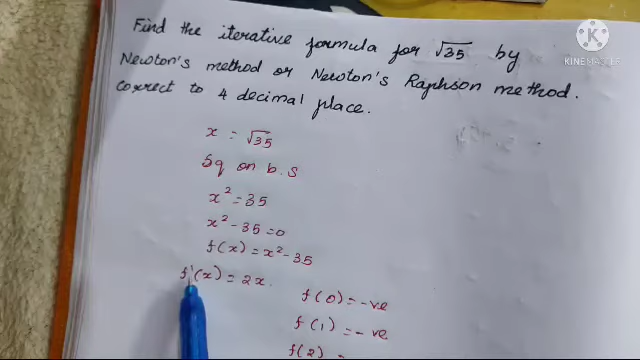 Find the iterative formula for √35 by
Newton's method or Newton's Raphson method.
correct to 4 decimal place.
x = √35
Sq on b.s
x² = 35
x² - 35 = 0
f(x) = x² - 35
f'(x) = 2x.
f(0) = -ve
f(1) = -ve
f(2) =
KINEMASTER